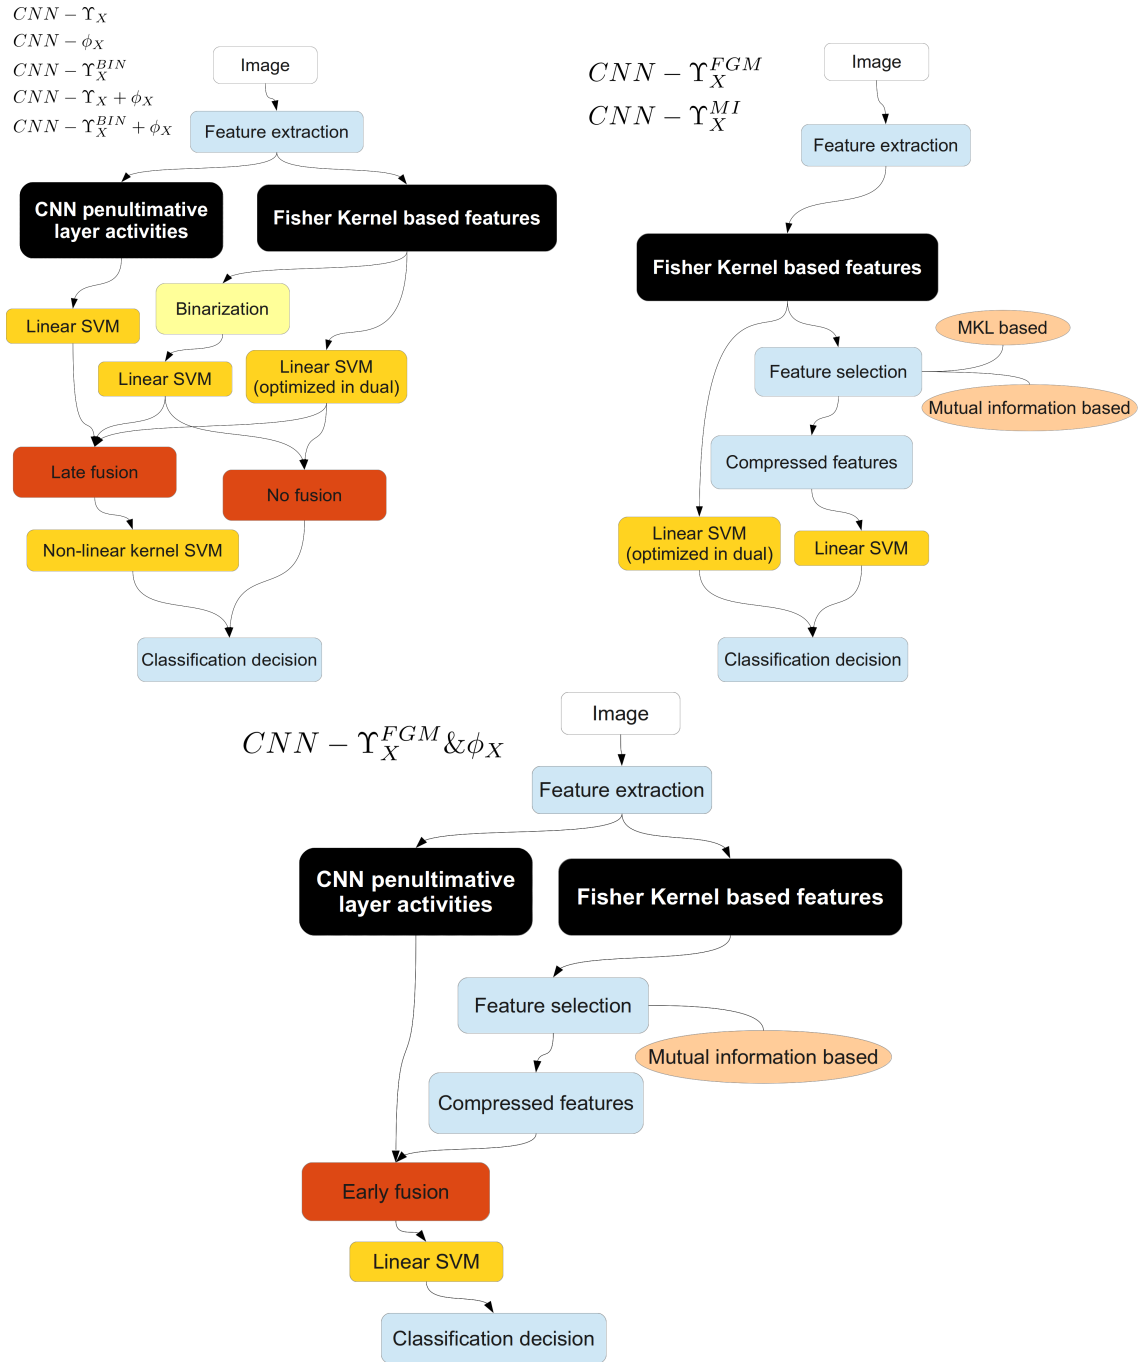 CNN − ϒ_X
CNN − ϕ_X
CNN − ϒ_X^{BIN}
CNN − ϒ_X + ϕ_X
CNN − ϒ_X^{BIN} + ϕ_X
Image
Feature extraction
CNN penultimative
layer activities
Fisher Kernel based features
Binarization
Linear SVM
Linear SVM
Linear SVM
(optimized in dual)
Late fusion
No fusion
Non-linear kernel SVM
Classification decision
CNN − ϒ_X^{FGM}
CNN − ϒ_X^{MI}
Image
Feature extraction
Fisher Kernel based features
MKL based
Feature selection
Mutual information based
Compressed features
Linear SVM
(optimized in dual)
Linear SVM
Classification decision
CNN − ϒ_X^{FGM}&ϕ_X
Image
Feature extraction
CNN penultimative
layer activities
Fisher Kernel based features
Feature selection
Mutual information based
Compressed features
Early fusion
Linear SVM
Classification decision